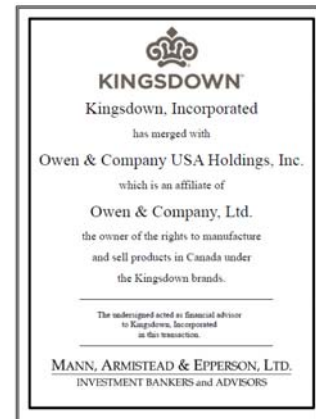 KINGSDOWN
Kingsdown, Incorporated
has merged with
Owen & Company USA Holdings, Inc.
which is an affiliate of
Owen & Company, Ltd.
the owner of the rights to manufacture
and sell products in Canada under
the Kingsdown brands.
The undersigned acted as financial advisor
to Kingsdown, Incorporated
in this transaction.
MANN, ARMISTEAD & EPPERSON, LTD.
INVESTMENT BANKERS and ADVISORS